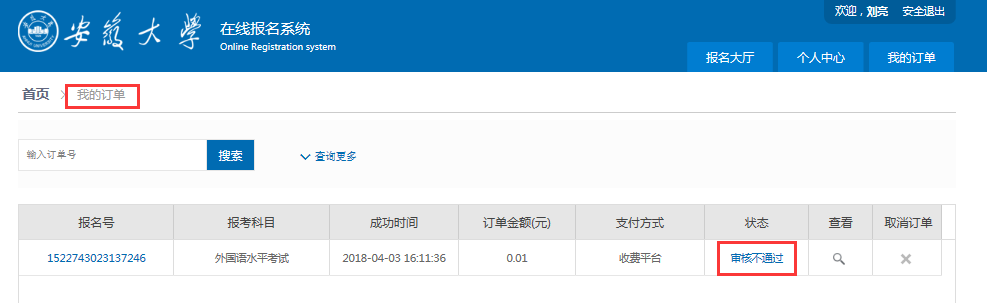 欢迎，刘亮 安全退出
安徽大学
在线报名系统
Online Registration system
报名大厅 个人中心 我的订单
首页 > 我的订单
输入订单号 搜索 查询更多
报名号 报考科目 成功时间 订单金额(元) 支付方式 状态 查看 取消订单
1522743023137246 外国语水平考试 2018-04-03 16:11:36 0.01 收费平台 审核不通过